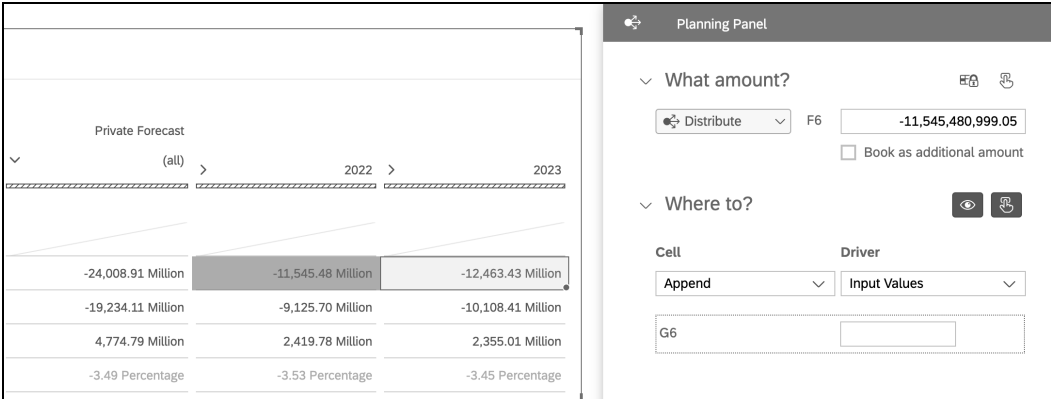 Planning Panel
What amount?
Distribute F6 -11,545,480,999.05
Book as additional amount
Where to?
Cell Driver
Append Input Values
G6
Private Forecast
(all) 2022 2023
-24,008.91 Million -11,545.48 Million -12,463.43 Million
-19,234.11 Million -9,125.70 Million -10,108.41 Million
4,774.79 Million 2,419.78 Million 2,355.01 Million
-3.49 Percentage -3.53 Percentage -3.45 Percentage